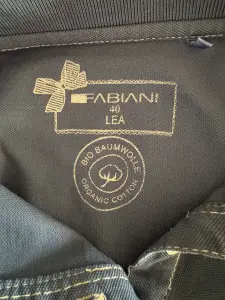 FABIANI
40
LEA
BIO BAUMWOLLE
ORGANIC COTTON